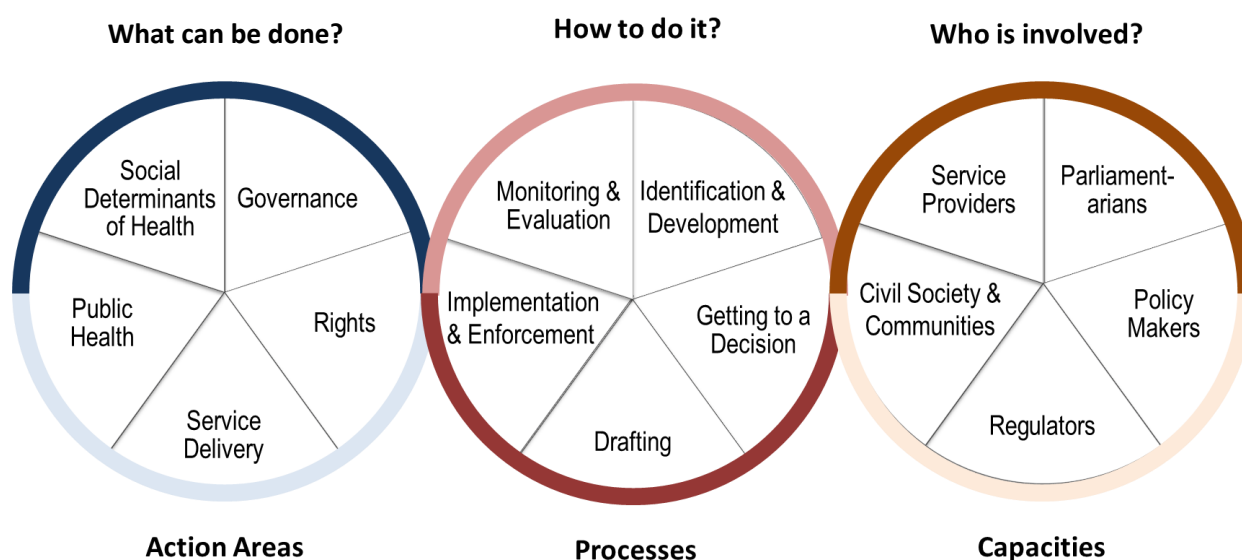 What can be done?
How to do it?
Who is involved?
Social
Determinants
of Health
Governance
Rights
Service
Delivery
Public
Health
Monitoring &
Evaluation
Identification &
Development
Getting to a
Decision
Drafting
Implementation
& Enforcement
Service
Providers
Parliament-
arians
Policy
Makers
Regulators
Civil Society &
Communities
Action Areas
Processes
Capacities